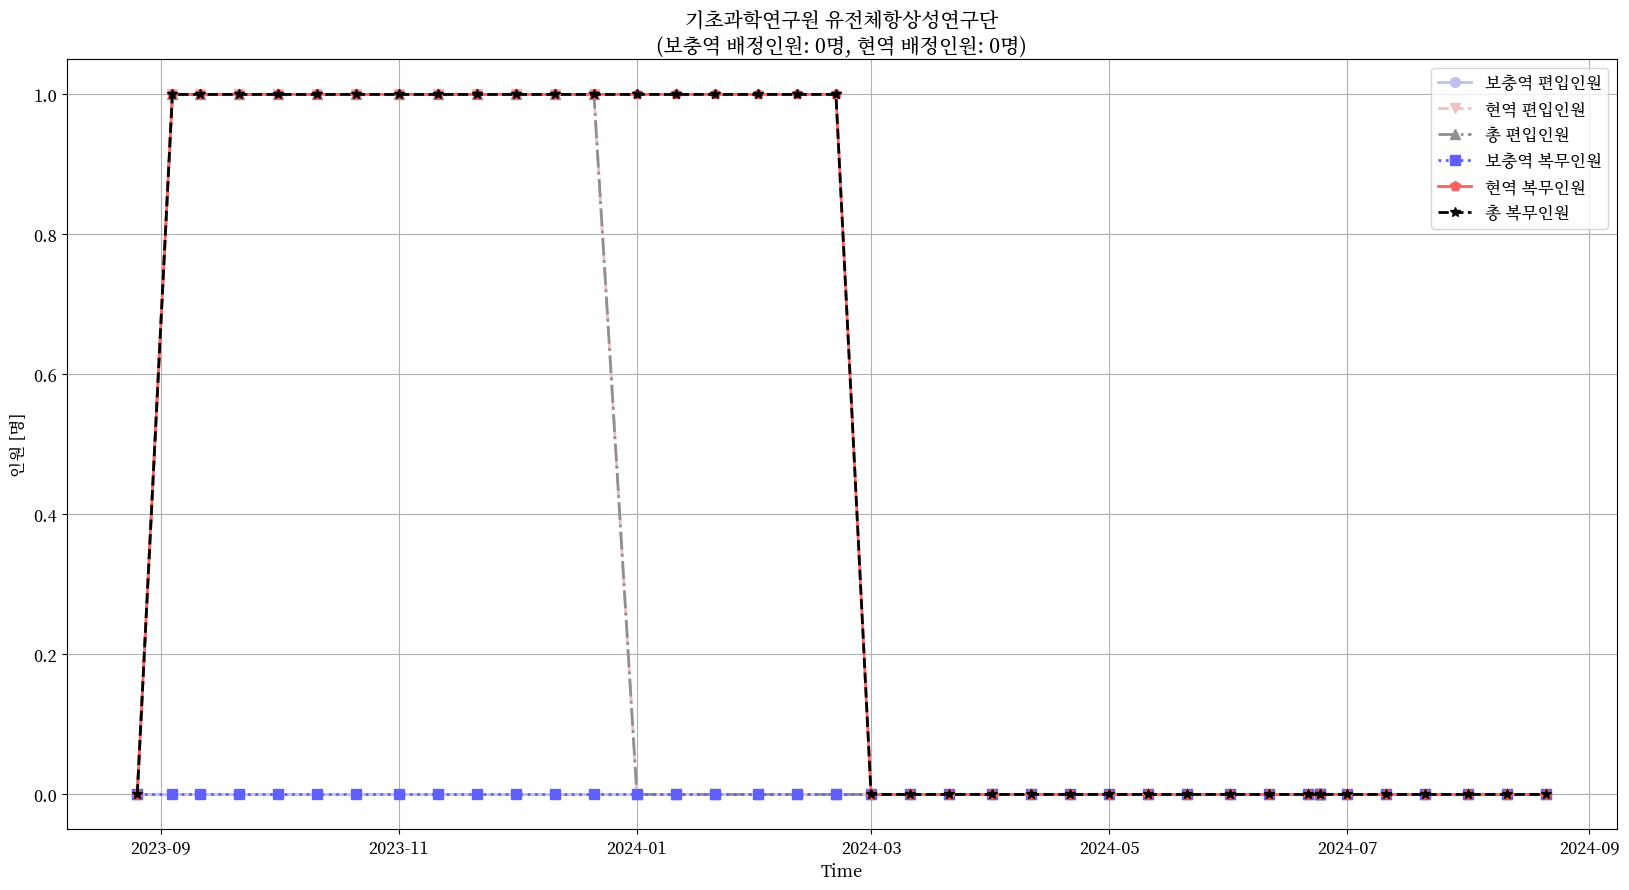 기초과학연구원 유전체항상성연구단
(보충역 배정인원: 0명, 현역 배정인원: 0명)
보충역 편입인원
현역 편입인원
총 편입인원
보충역 복무인원
현역 복무인원
총 복무인원
인원 [명]
1.0
0.8
0.6
0.4
0.2
0.0
2023-09
2023-11
2024-01
2024-03
2024-05
2024-07
2024-09
Time